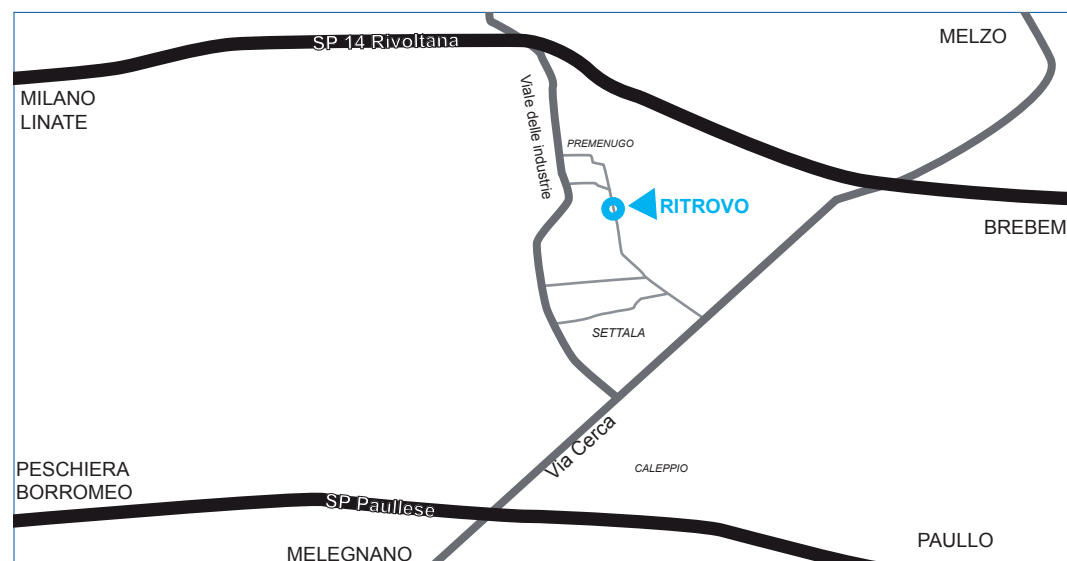 SP 14 Rivoltana
MELZO
MILANO
LINATE
Viale delle industrie
PREMENUGO
RITROVO
BREBEMI
SETTALA
Via Cerca
CALEPPIO
PESCHIERA
BORROMEO
SP Paullese
PAULLO
MELEGNANO